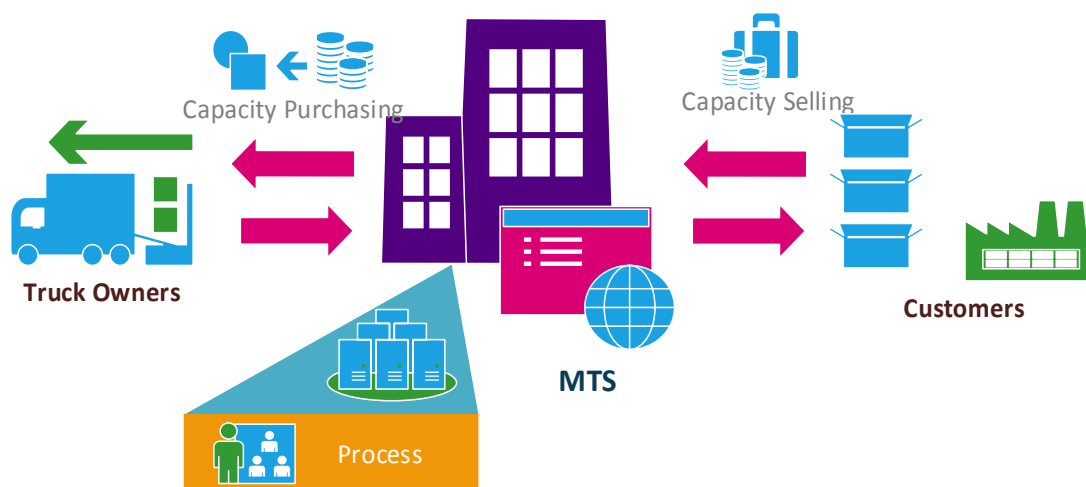 Capacity Purchasing
Capacity Selling
Truck Owners
Customers
MTS
Process